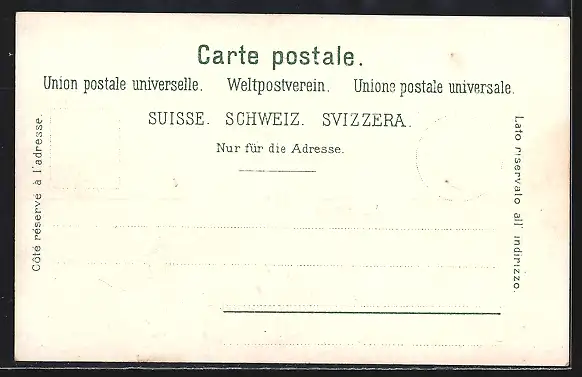 Carte postale.
Union postale universelle. Weltpostverein. Unione postale universale.
SUISSE. SCHWEIZ. SVIZZERA.
Nur für die Adresse.
Côté réservé à l'adresse.
Lato riservato all' indirizzo.